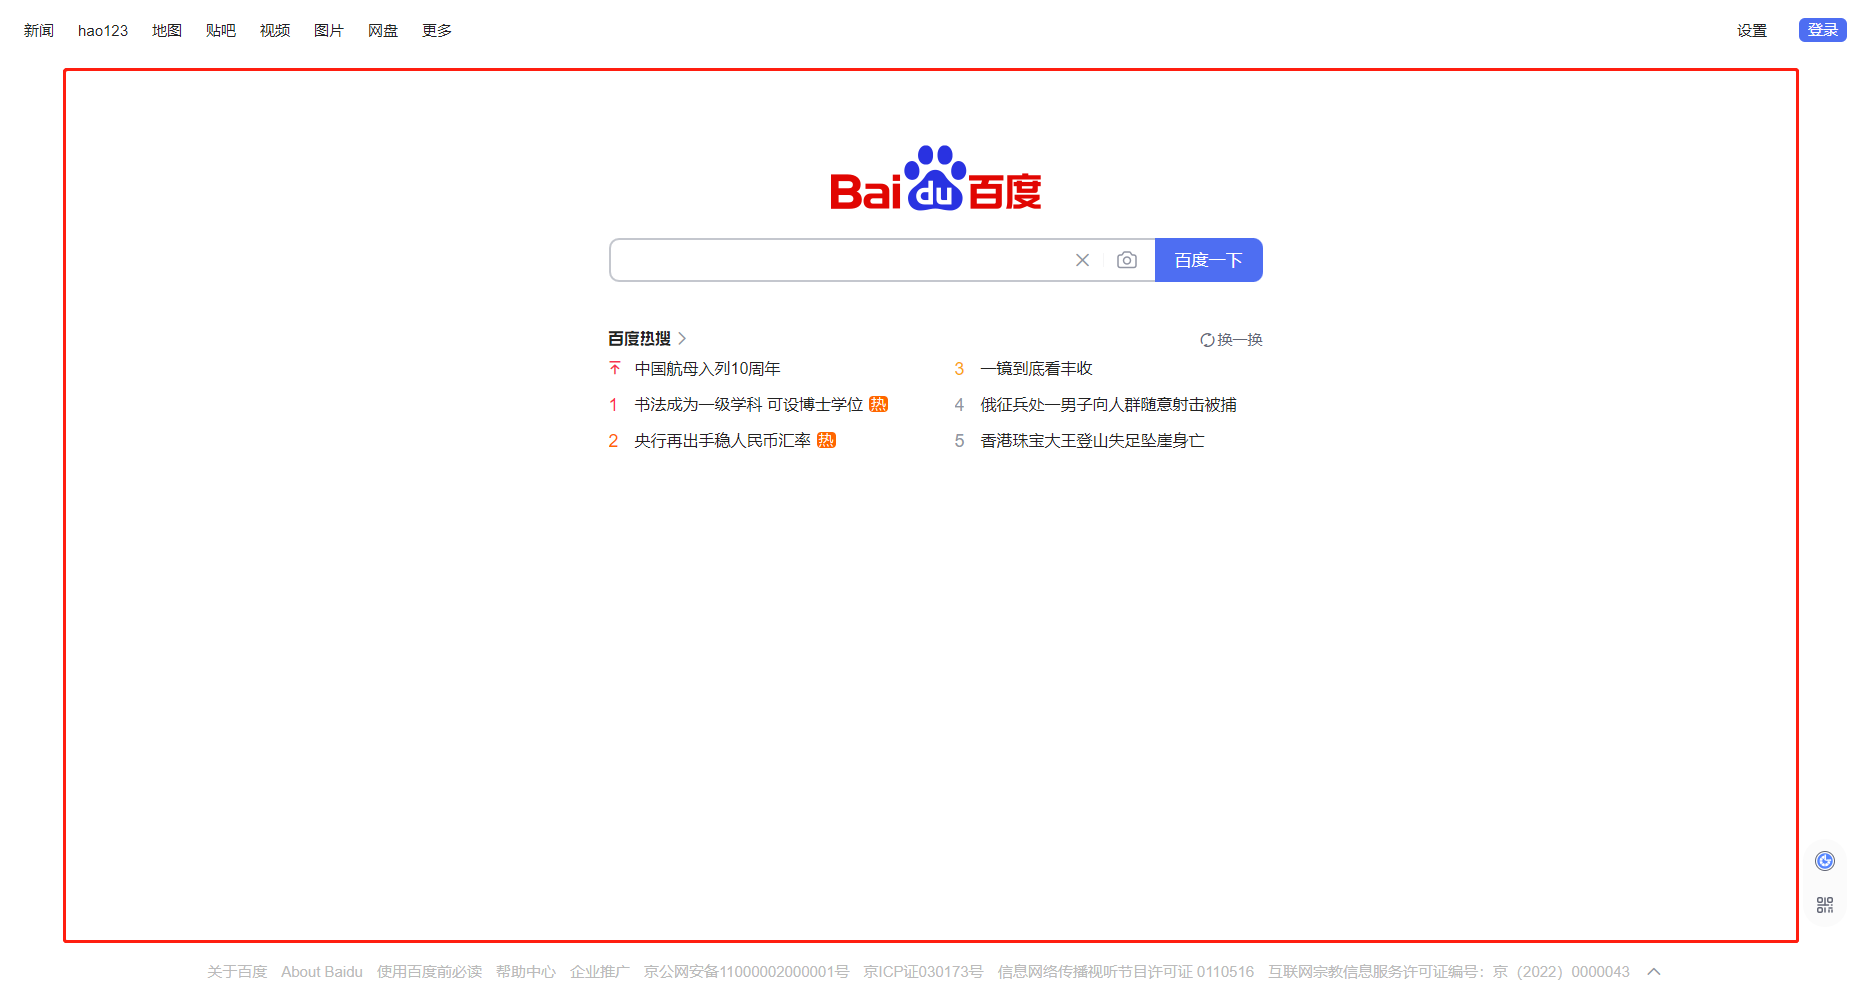 新闻 hao123 地图 贴吧 视频 图片 网盘 更多 设置 登录
Bai du 百度
百度一下
百度热搜 换一换
中国航母入列10周年
1 书法成为一级学科 可设博士学位 热
2 央行再出手稳人民币汇率 热
3 一镜到底看丰收
4 俄征兵处一男子向人群随意射击被捕
5 香港珠宝大王登山失足坠崖身亡
关于百度 About Baidu 使用百度前必读 帮助中心 企业推广 京公网安备11000002000001号 京ICP证030173号 信息网络传播视听节目许可证 0110516 互联网宗教信息服务许可证编号：京（2022）0000043